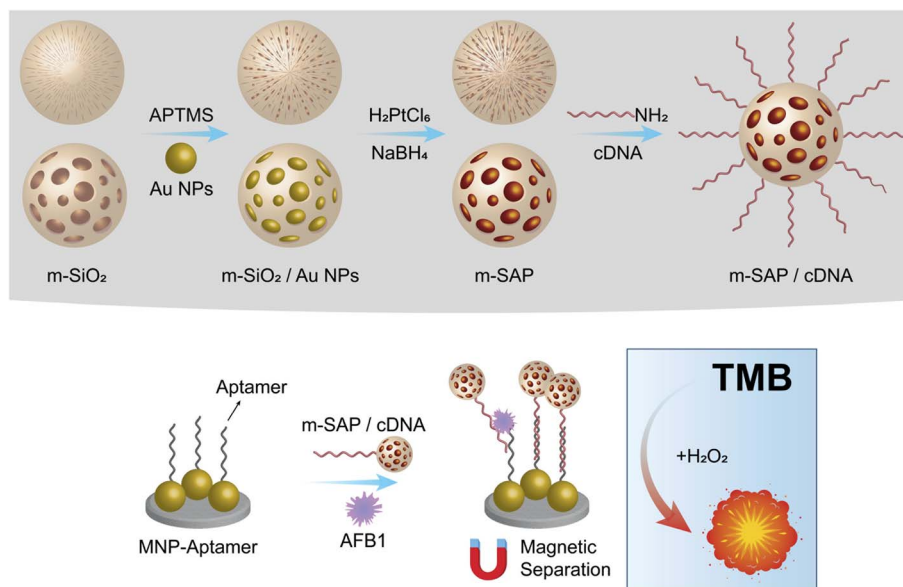 APTMS
Au NPs
H₂PtCl₆
NaBH₄
NH₂
cDNA
m-SiO₂
m-SiO₂ / Au NPs
m-SAP
m-SAP / cDNA
Aptamer
MNP-Aptamer
m-SAP / cDNA
AFB1
Magnetic
Separation
TMB
+H₂O₂